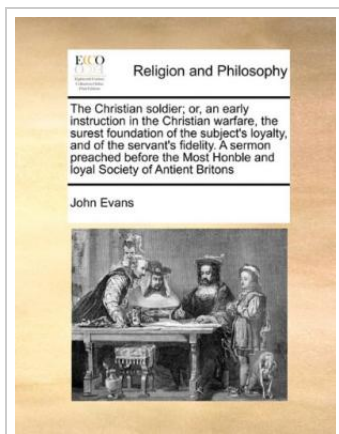 ECCO
Religion and Philosophy
The Christian soldier; or, an early
instruction in the Christian warfare, the
surest foundation of the subject's loyalty,
and of the servant's fidelity. A sermon
preached before the Most Honble and
loyal Society of Antient Britons
John Evans